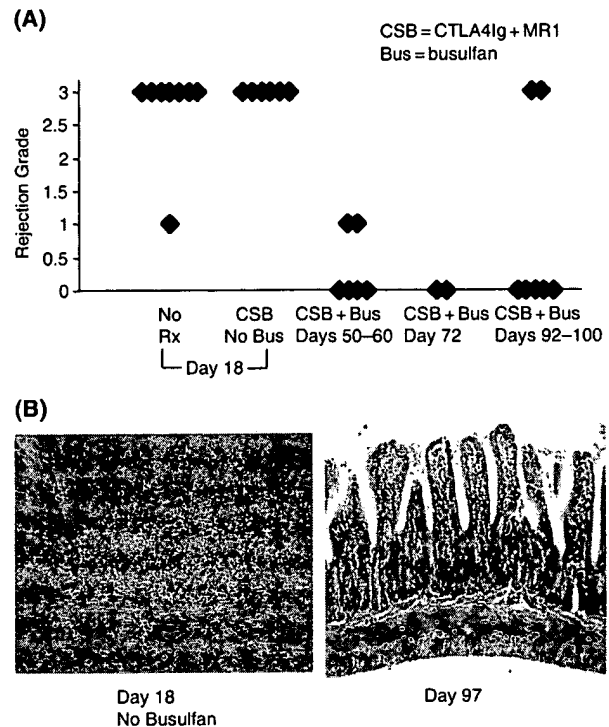 (A)
CSB = CTLA4Ig + MR1
Bus = busulfan
3
2.5
2
1.5
1
0.5
0
Rejection Grade
No CSB CSB + Bus CSB + Bus CSB + Bus
Rx No Bus Days 50–60 Day 72 Days 92–100
Day 18
(B)
Day 18 Day 97
No Busulfan